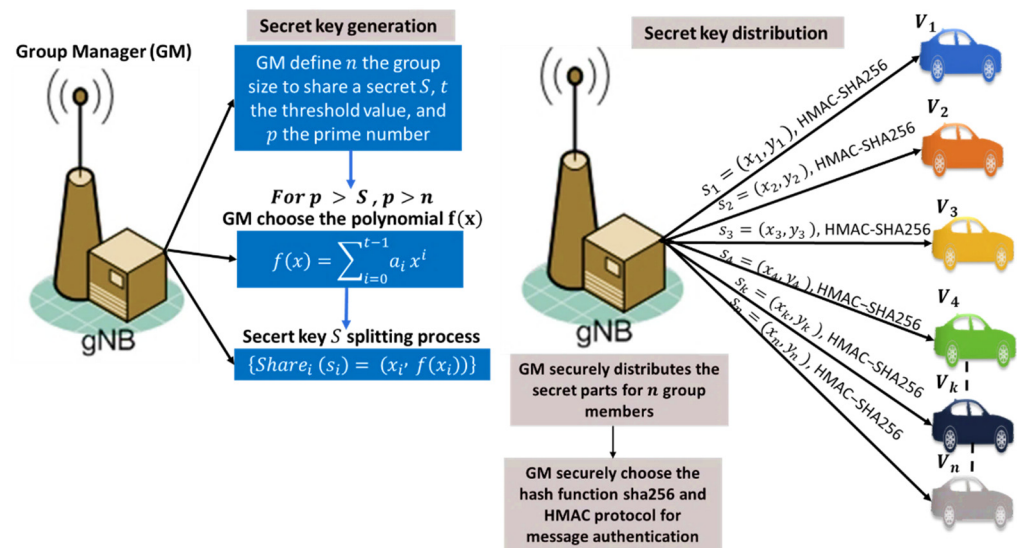 Group Manager (GM)
gNB
Secret key generation
GM define n the group
size to share a secret S, t
the threshold value, and
p the prime number
For p > S , p > n
GM choose the polynomial f(x)
f(x) = ∑_{i=0}^{t−1} a_i x^i
Secert key S splitting process
{Share_i (s_i) = (x_i, f(x_i))}
Secret key distribution
gNB
s_1 = (x_1, y_1), HMAC-SHA256
V_1
s_2 = (x_2, y_2), HMAC-SHA256
V_2
s_3 = (x_3, y_3), HMAC-SHA256
V_3
s_4 = (x_4, y_4), HMAC–SHA256
V_4
s_k = (x_k, y_k), HMAC–SHA256
V_k
s_n = (x_n, y_n), HMAC–SHA256
V_n
GM securely distributes the
secret parts for n group
members
GM securely choose the
hash function sha256 and
HMAC protocol for
message authentication